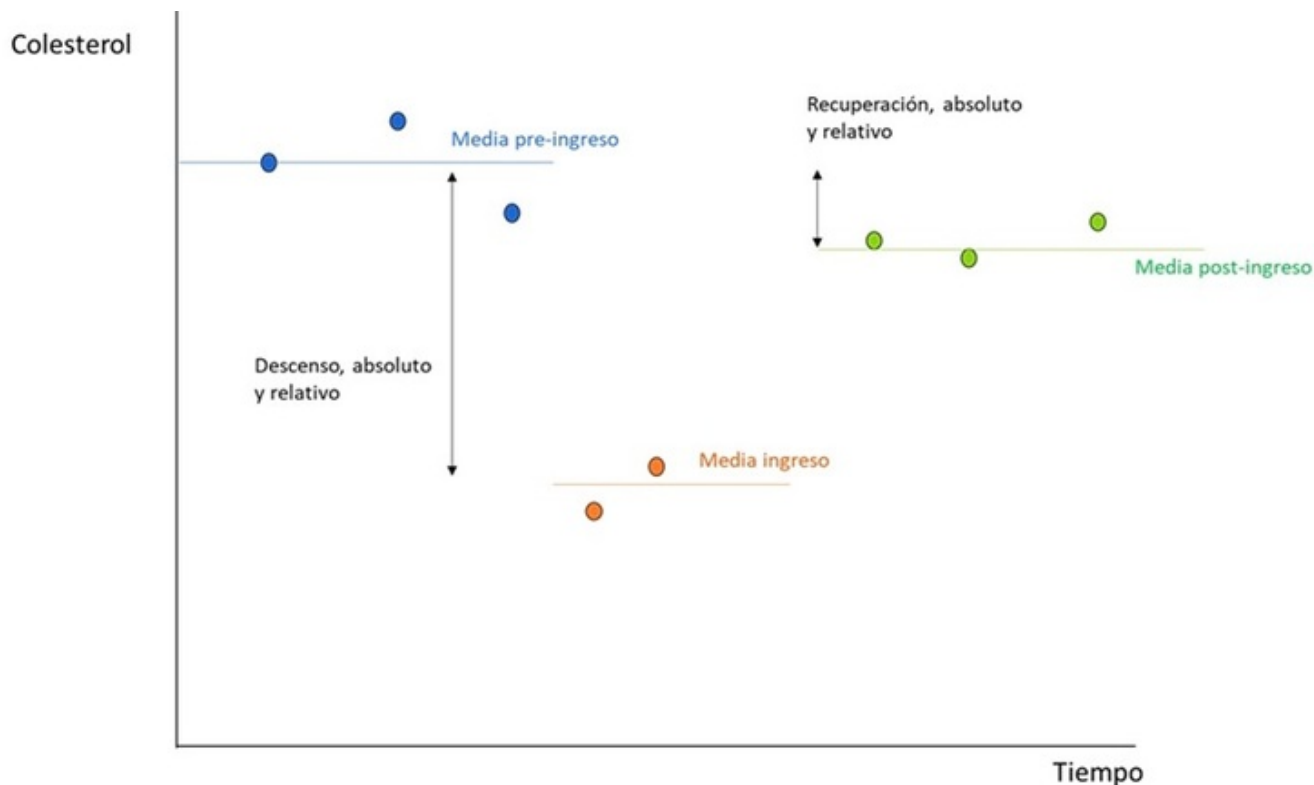 Colesterol
Recuperación, absoluto
y relativo
Media pre-ingreso
Media post-ingreso
Descenso, absoluto
y relativo
Media ingreso
Tiempo